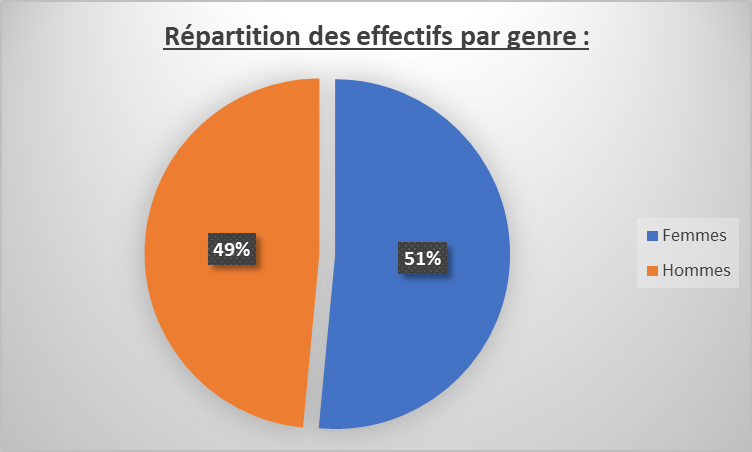 Répartition des effectifs par genre :
49%
51%
Femmes
Hommes